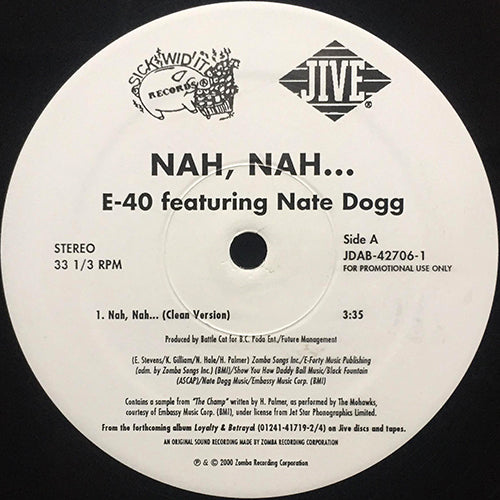 SICK WID' IT
RECORDS®
JIVE®
NAH, NAH...
E-40 featuring Nate Dogg
STEREO
33 1/3 RPM
Side A
JDAB-42706-1
FOR PROMOTIONAL USE ONLY
1. Nah, Nah... (Clean Version) 3:35
Produced by Battle Cat for B.C. Poda Ent./Future Management
(E. Stevens/K. Gilliam/N. Hale/H. Palmer) Zomba Songs Inc./E-Forty Music Publishing
(adm. by Zomba Songs Inc.) (BMI)/Show You How Daddy Ball Music/Black Fountain
(ASCAP)/Nate Dogg Music/Embassy Music Corp. (BMI)
Contains a sample from "The Champ" written by H. Palmer, as performed by The Mohawks,
courtesy of Embassy Music Corp. (BMI), under license from Jet Star Phonographics Limited.
From the forthcoming album Loyalty & Betrayal (01241-41719-2/4) on Jive discs and tapes.
AN ORIGINAL SOUND RECORDING MADE BY ZOMBA RECORDING CORPORATION
℗ & © 2000 Zomba Recording Corporation